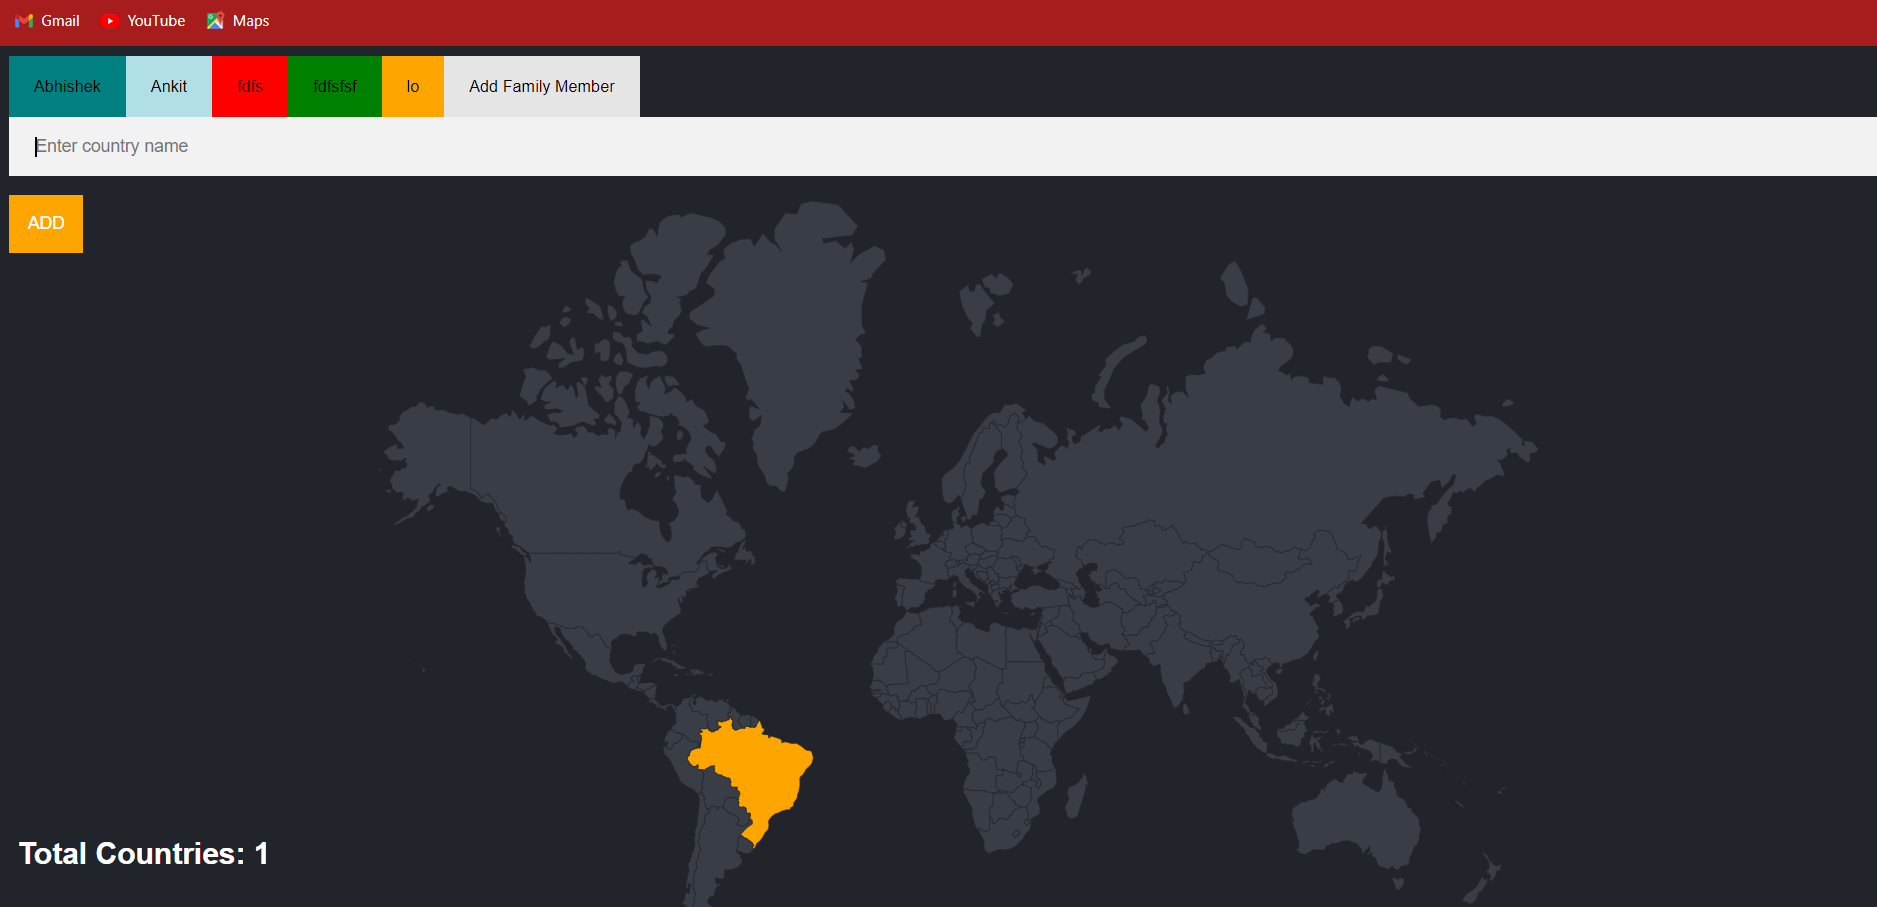 Gmail YouTube Maps
Abhishek Ankit fdfs fdfsfsf lo Add Family Member
Enter country name
ADD
Total Countries: 1